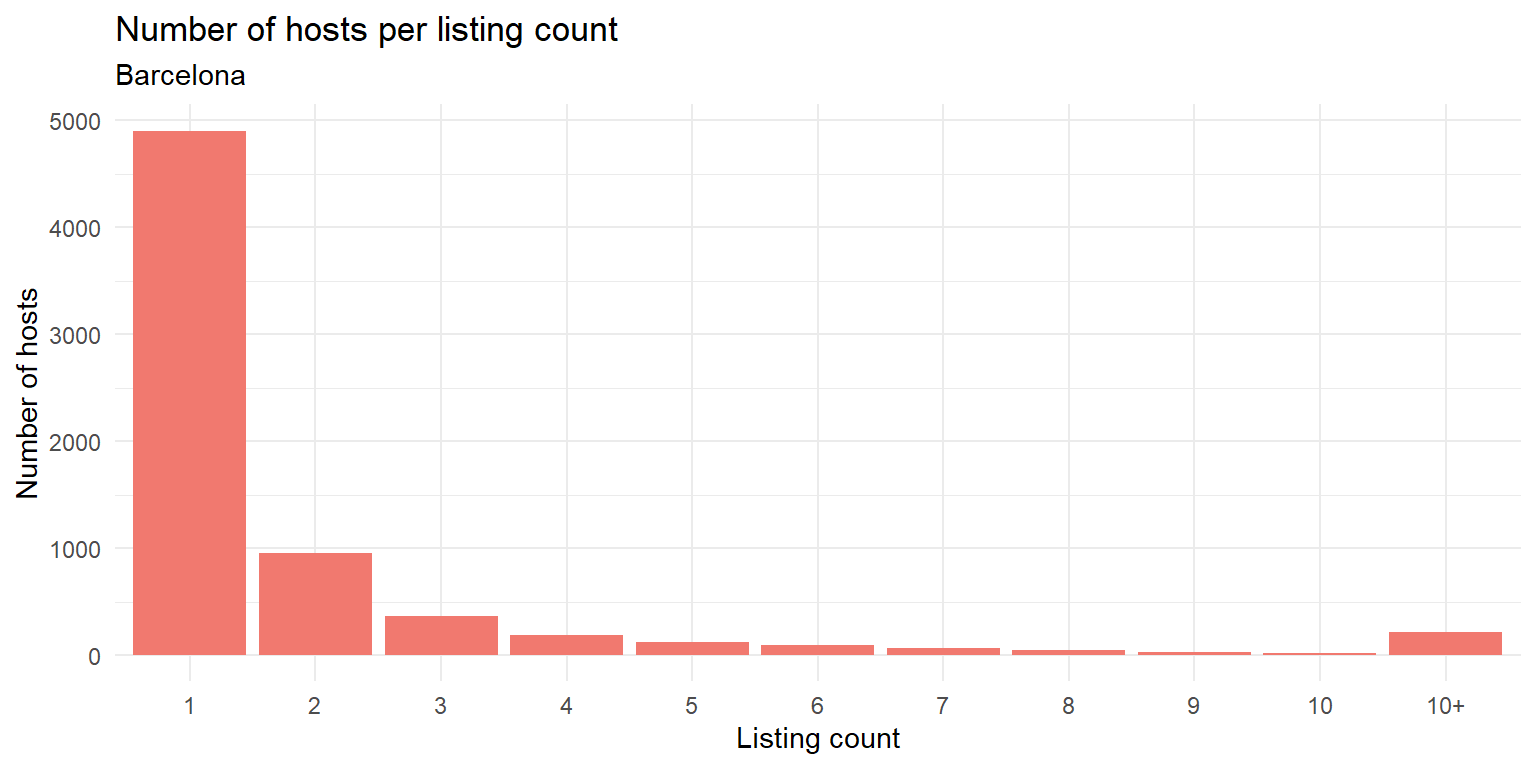 Number of hosts per listing count
Barcelona
Number of hosts
5000
4000
3000
2000
1000
0
1 2 3 4 5 6 7 8 9 10 10+
Listing count